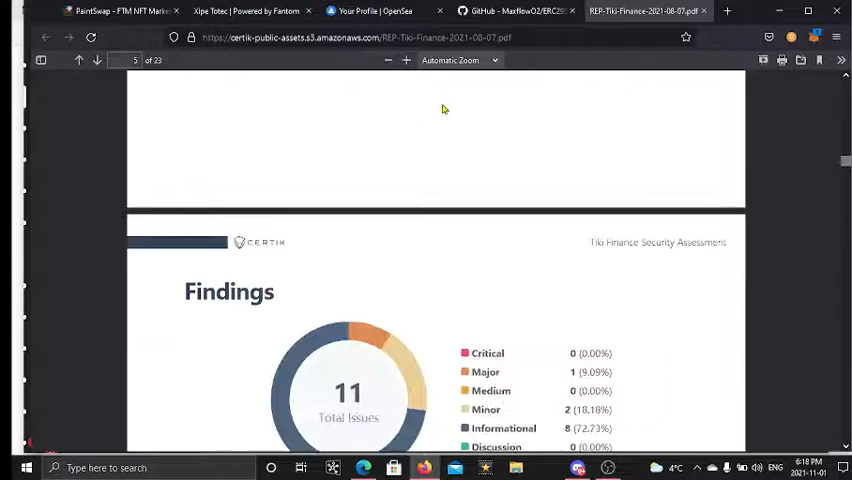 PaintSwap - FTM NFT Marke
Xipe Totec | Powered by Fantom
Your Profile | OpenSea
GitHub - MaxflowO2/ERC29
REP-Tiki-Finance-2021-08-07.pdf
https://certik-public-assets.s3.amazonaws.com/REP-Tiki-Finance-2021-08-07.pdf
5 of 23
Automatic Zoom
CERTIK
Tiki Finance Security Assessment
Findings
11
Total Issues
Critical 0 (0.00%)
Major 1 (9.09%)
Medium 0 (0.00%)
Minor 2 (18.18%)
Informational 8 (72.73%)
Discussion 0 (0.00%)
Type here to search
4°C
ENG
6:18 PM
2021-11-01